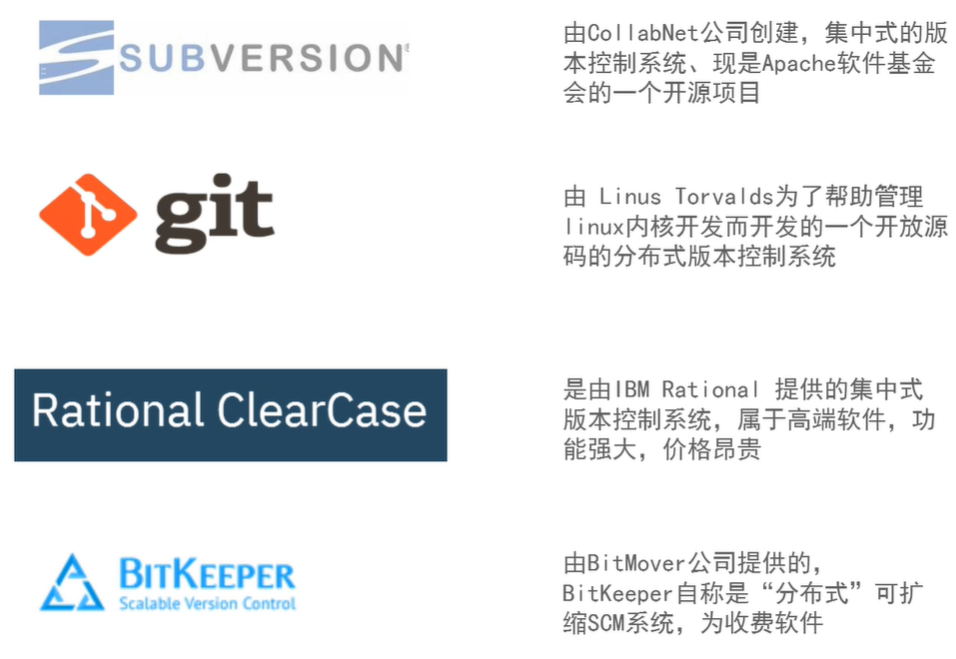 SUBVERSION
由CollabNet公司创建，集中式的版
本控制系统、现是Apache软件基金
会的一个开源项目
git
由 Linus Torvalds为了帮助管理
linux内核开发而开发的一个开放源
码的分布式版本控制系统
Rational ClearCase
是由IBM Rational 提供的集中式
版本控制系统，属于高端软件，功
能强大，价格昂贵
BITKEEPER
Scalable Version Control
由BitMover公司提供的，
BitKeeper自称是“分布式”可扩
缩SCM系统，为收费软件